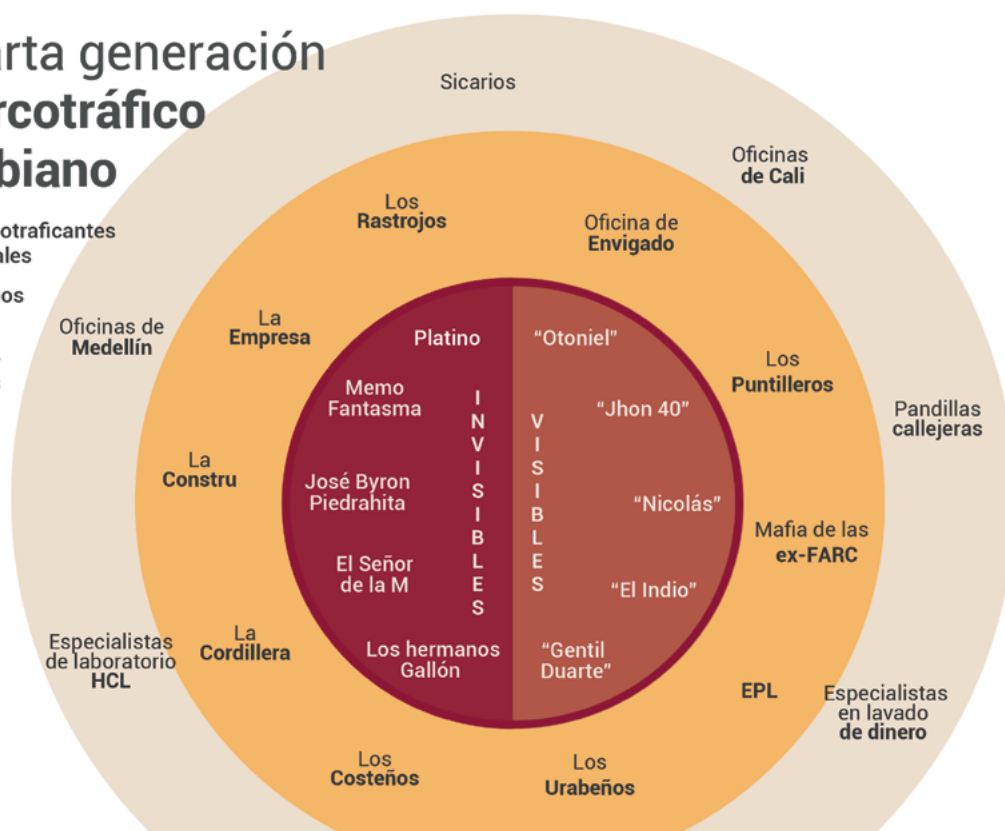 arta generación
rcotráfico
biano
otraficantes
ales
os
Sicarios
Oficinas
de Cali
Los
Rastrojos
Oficina de
Envigado
La
Empresa
Oficinas de
Medellín
Los
Puntilleros
Pandillas
callejeras
La
Constru
Mafia de las
ex-FARC
Especialistas
de laboratorio
HCL
La
Cordillera
EPL
Especialistas
en lavado
de dinero
Los
Costeños
Los
Urabeños
Platino
Memo
Fantasma
José Byron
Piedrahita
El Señor
de la M
Los hermanos
Gallón
INVISIBLES
VISIBLES
“Otoniel”
“Jhon 40”
“Nicolás”
“El Indio”
“Gentil
Duarte”